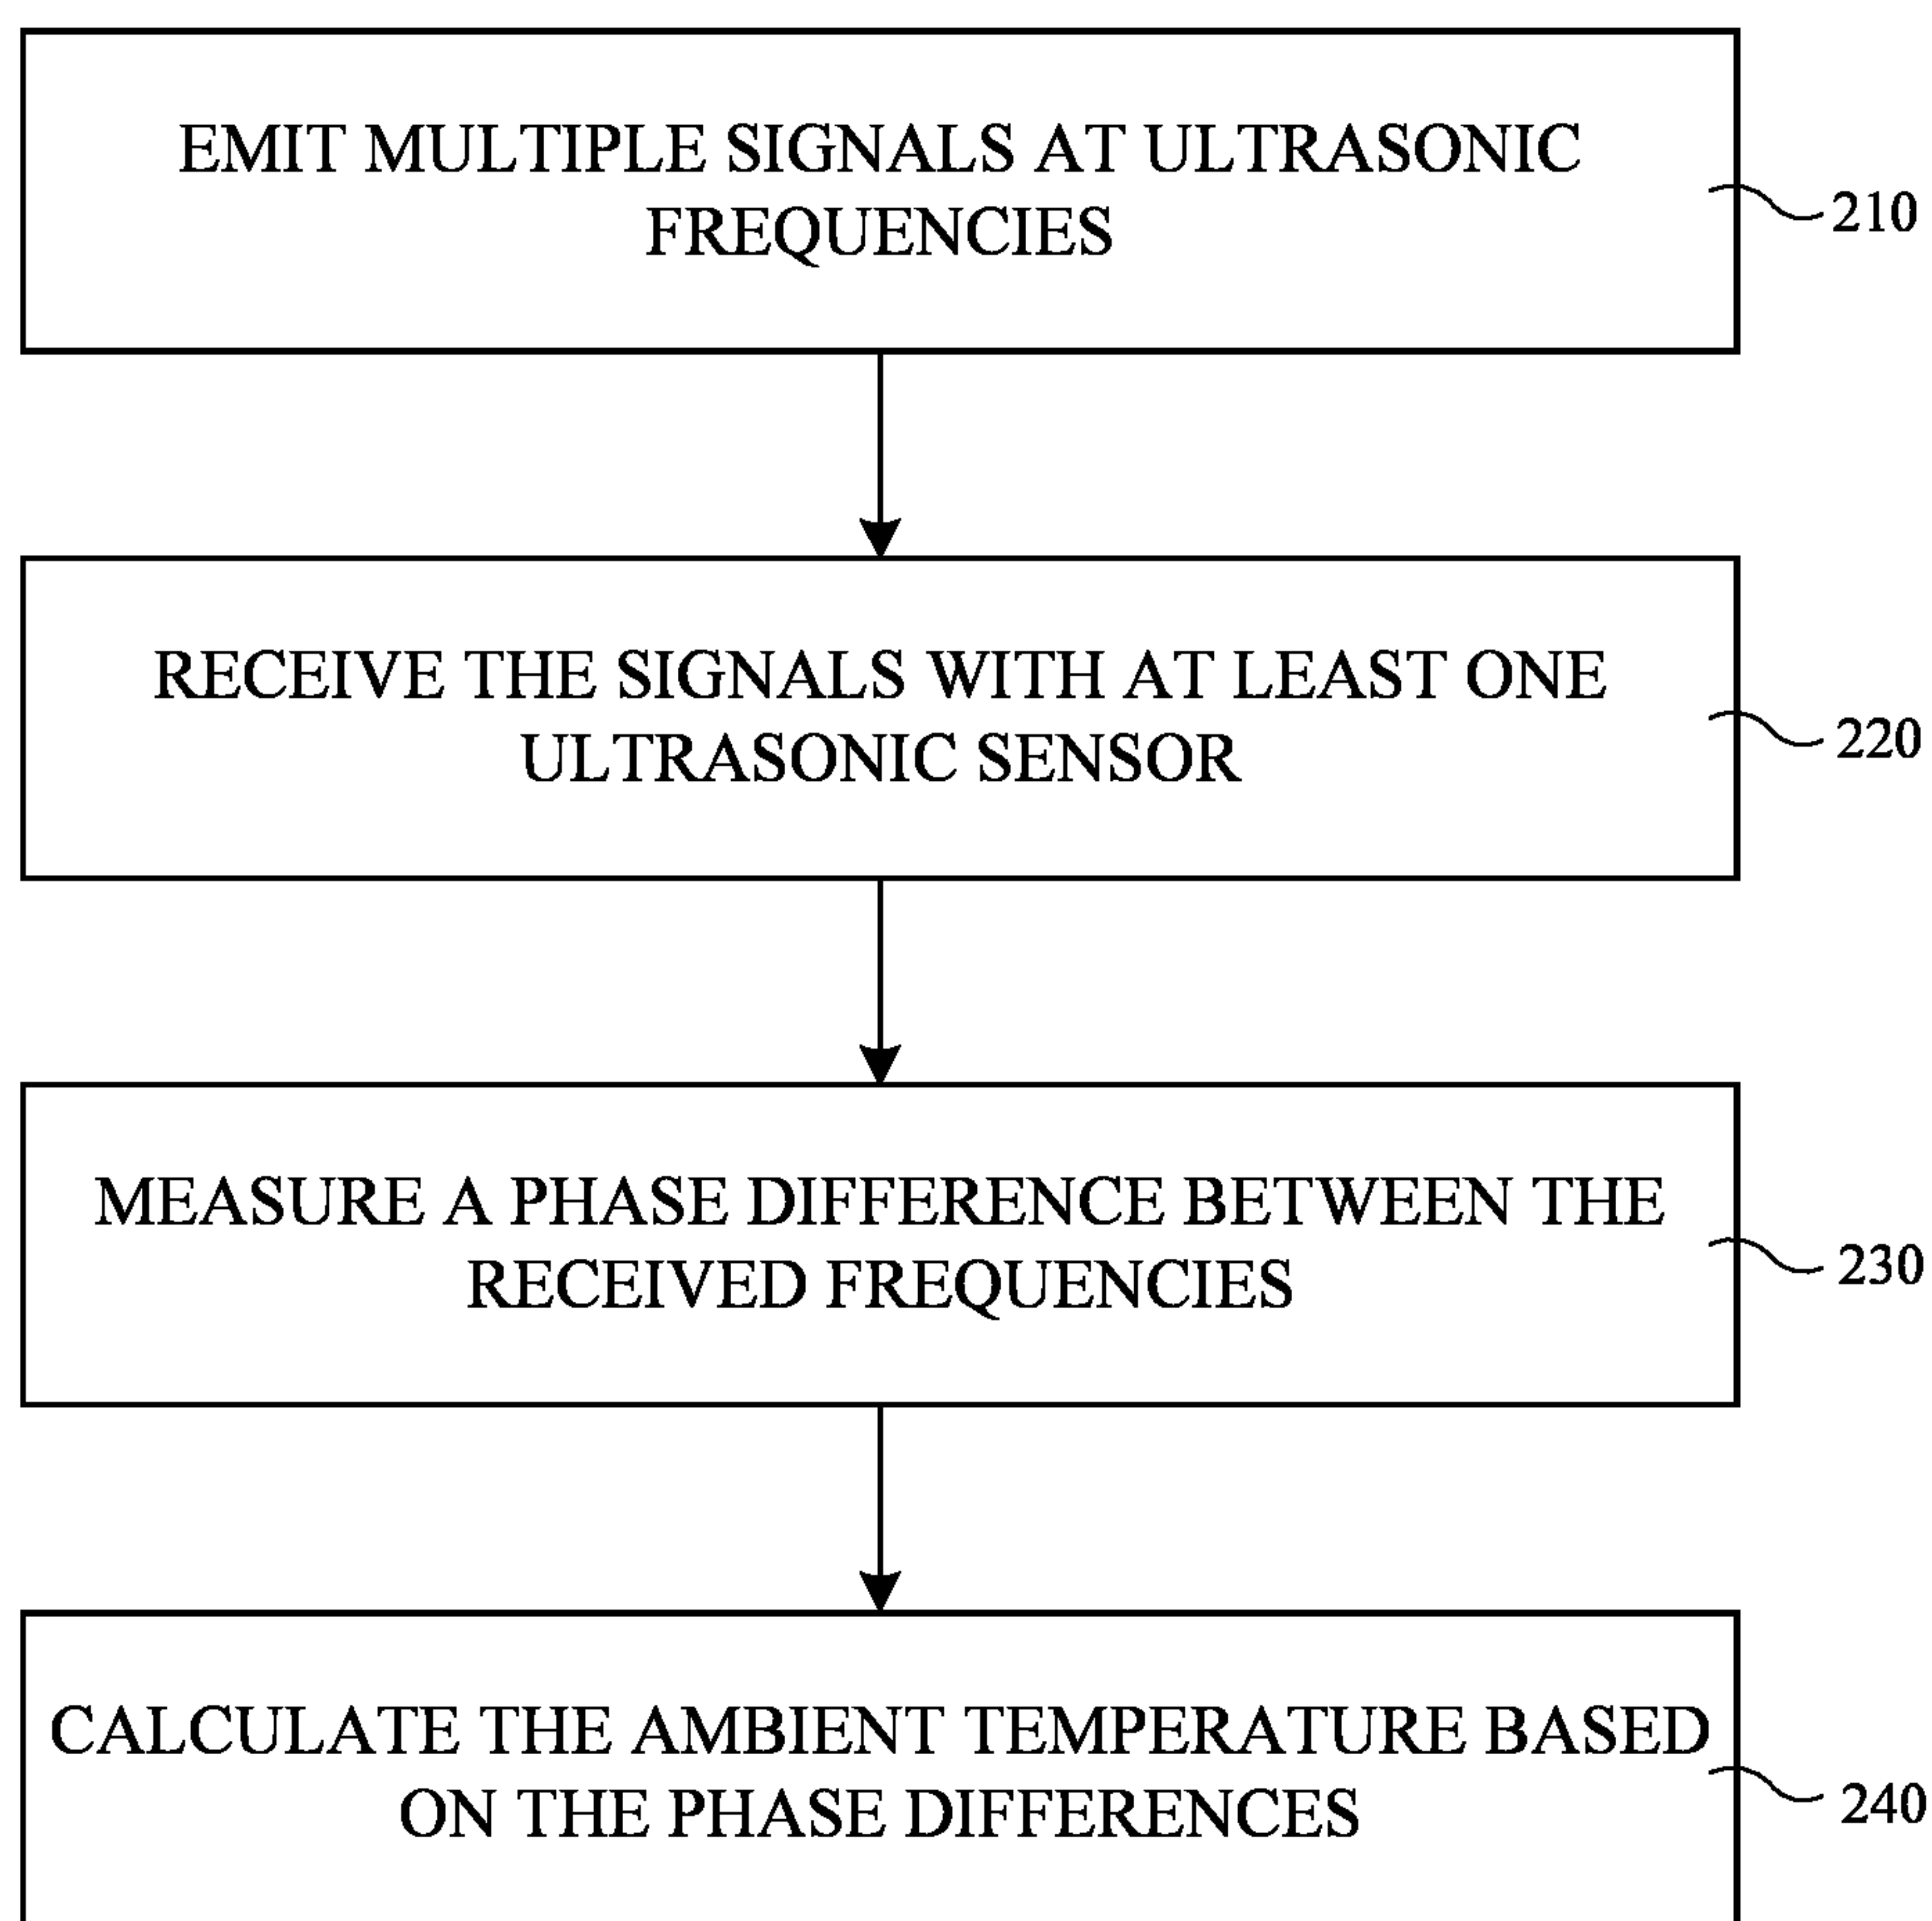 EMIT MULTIPLE SIGNALS AT ULTRASONIC
FREQUENCIES
210
RECEIVE THE SIGNALS WITH AT LEAST ONE
ULTRASONIC SENSOR
220
MEASURE A PHASE DIFFERENCE BETWEEN THE
RECEIVED FREQUENCIES
230
CALCULATE THE AMBIENT TEMPERATURE BASED
ON THE PHASE DIFFERENCES
240